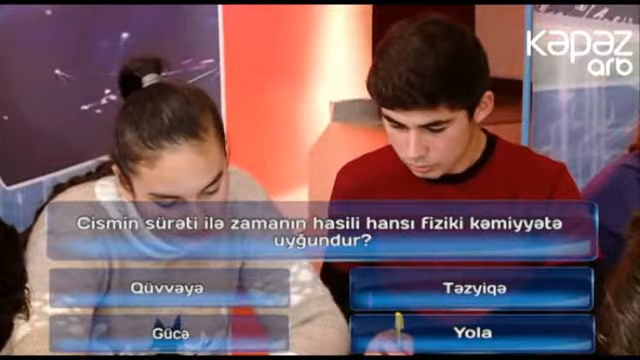 kəpəz
arb
Cismin sürəti ilə zamanın hasili hansı fiziki kəmiyyətə
uyğundur?
Qüvvəyə
Təzyiqə
Gücə
Yola